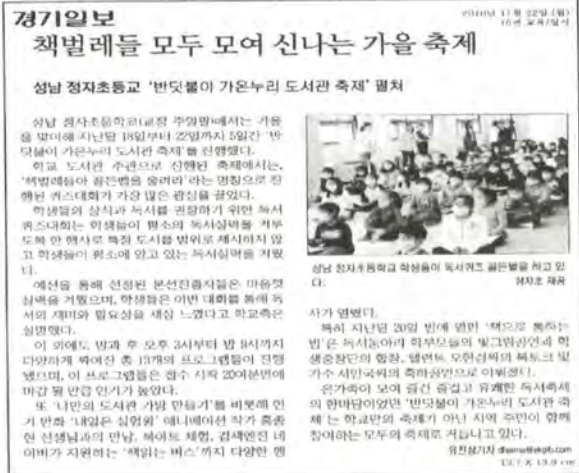 경기일보
책벌레들 모두 모여 신나는 가을 축제
성남 정자초등교 '반딧불이 가온누리 도서관 축제' 펼쳐
성남 정자초등학교(교장 주영팔)에서는 가을
을 맞이해 지난달 18일부터 22일까지 5일간 '반
딧불이 가온누리 도서관 축제'를 진행했다.
학교 도서관 주관으로 진행된 축제에서는,
'책벌레들아 골든벨을 울려라'라는 명칭으로 진
행된 퀴즈대회가 가장 많은 관심을 끌었다.
학생들의 상식과 독서를 권장하기 위한 독서
퀴즈대회는 학생들이 평소의 독서실력을 겨루
도록 한 행사로 특정 도서를 범위로 제시하지 않
고 학생들이 평소에 알고 있는 독서실력을 겨뤘
다.
예선을 통해 선정된 본선진출자들은 마음껏
실력을 겨뤘으며, 학생들은 이번 대회를 통해 독
서의 재미와 필요성을 새삼 느꼈다고 학교측은
설명했다.
이 외에도 방과 후 오후 3시부터 밤 9시까지
다양하게 짜여진 총 13개의 프로그램들이 진행
됐으며, 이 프로그램들은 접수 시작 20여분만에
마감 될 만큼 인기가 높았다.
또 '나만의 도서관 가방 만들기'를 비롯해 인
기 만화 '내일은 실험왕' 애니메이션 작가 홍종
현 선생님과의 만남, 북아트 체험, 검색엔진 네
이버가 지원하는 '책읽는 버스'까지 다양한 행
성남 정자초등학교 학생들이 독서퀴즈 골든벨을 하고 있
다. 정자초 제공
사가 열렸다.
특히 지난달 20일 밤에 열린 '책으로 통하는
밤'은 독서동아리 학부모들의 빛그림공연과 학
생중창단의 합창, 탤런트 오현경씨의 북토크 및
가수 서민국씨의 축하공연으로 이뤄졌다.
온가족이 모여 즐긴 즐겁고 유쾌한 독서축제
의 한마당이었던 '반딧불이 가온누리 도서관 축
제'는 학교만의 축제가 아닌 지역 주민이 함께
참여하는 모두의 축제로 거듭나고 있다.
13.7 X 13.9 cm